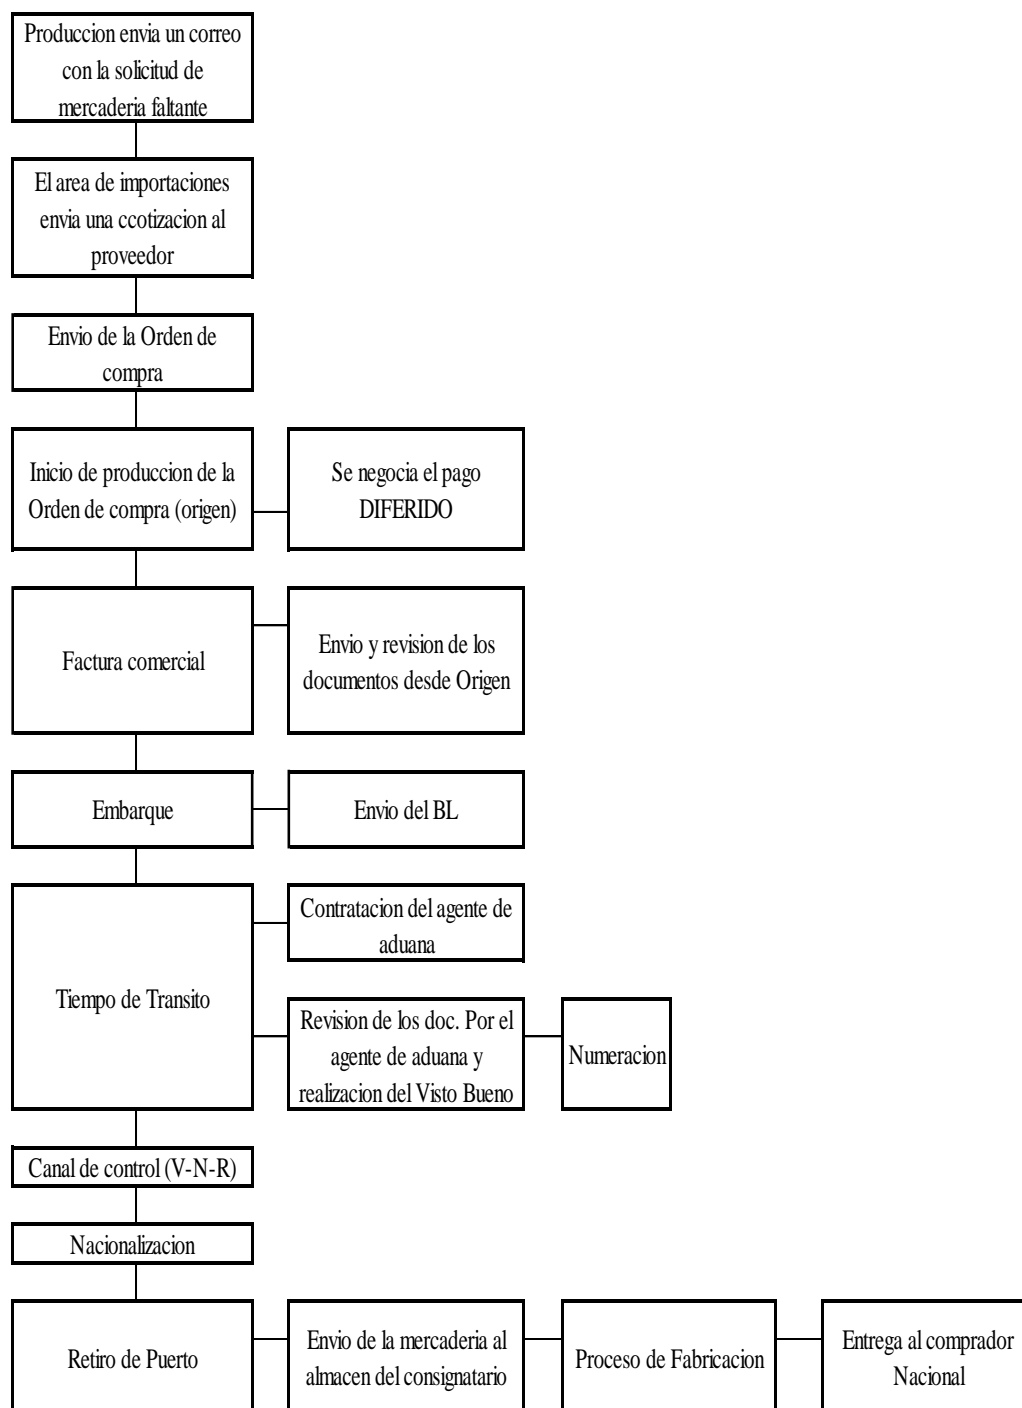 Produccion envia un correo
con la solicitud de
mercaderia faltante
El area de importaciones
envia una ccotizacion al
proveedor
Envio de la Orden de
compra
Inicio de produccion de la
Orden de compra (origen)
Se negocia el pago
DIFERIDO
Factura comercial
Envio y revision de los
documentos desde Origen
Embarque
Envio del BL
Tiempo de Transito
Contratacion del agente de
aduana
Revision de los doc. Por el
agente de aduana y
realizacion del Visto Bueno
Numeracion
Canal de control (V-N-R)
Nacionalizacion
Retiro de Puerto
Envio de la mercaderia al
almacen del consignatario
Proceso de Fabricacion
Entrega al comprador
Nacional